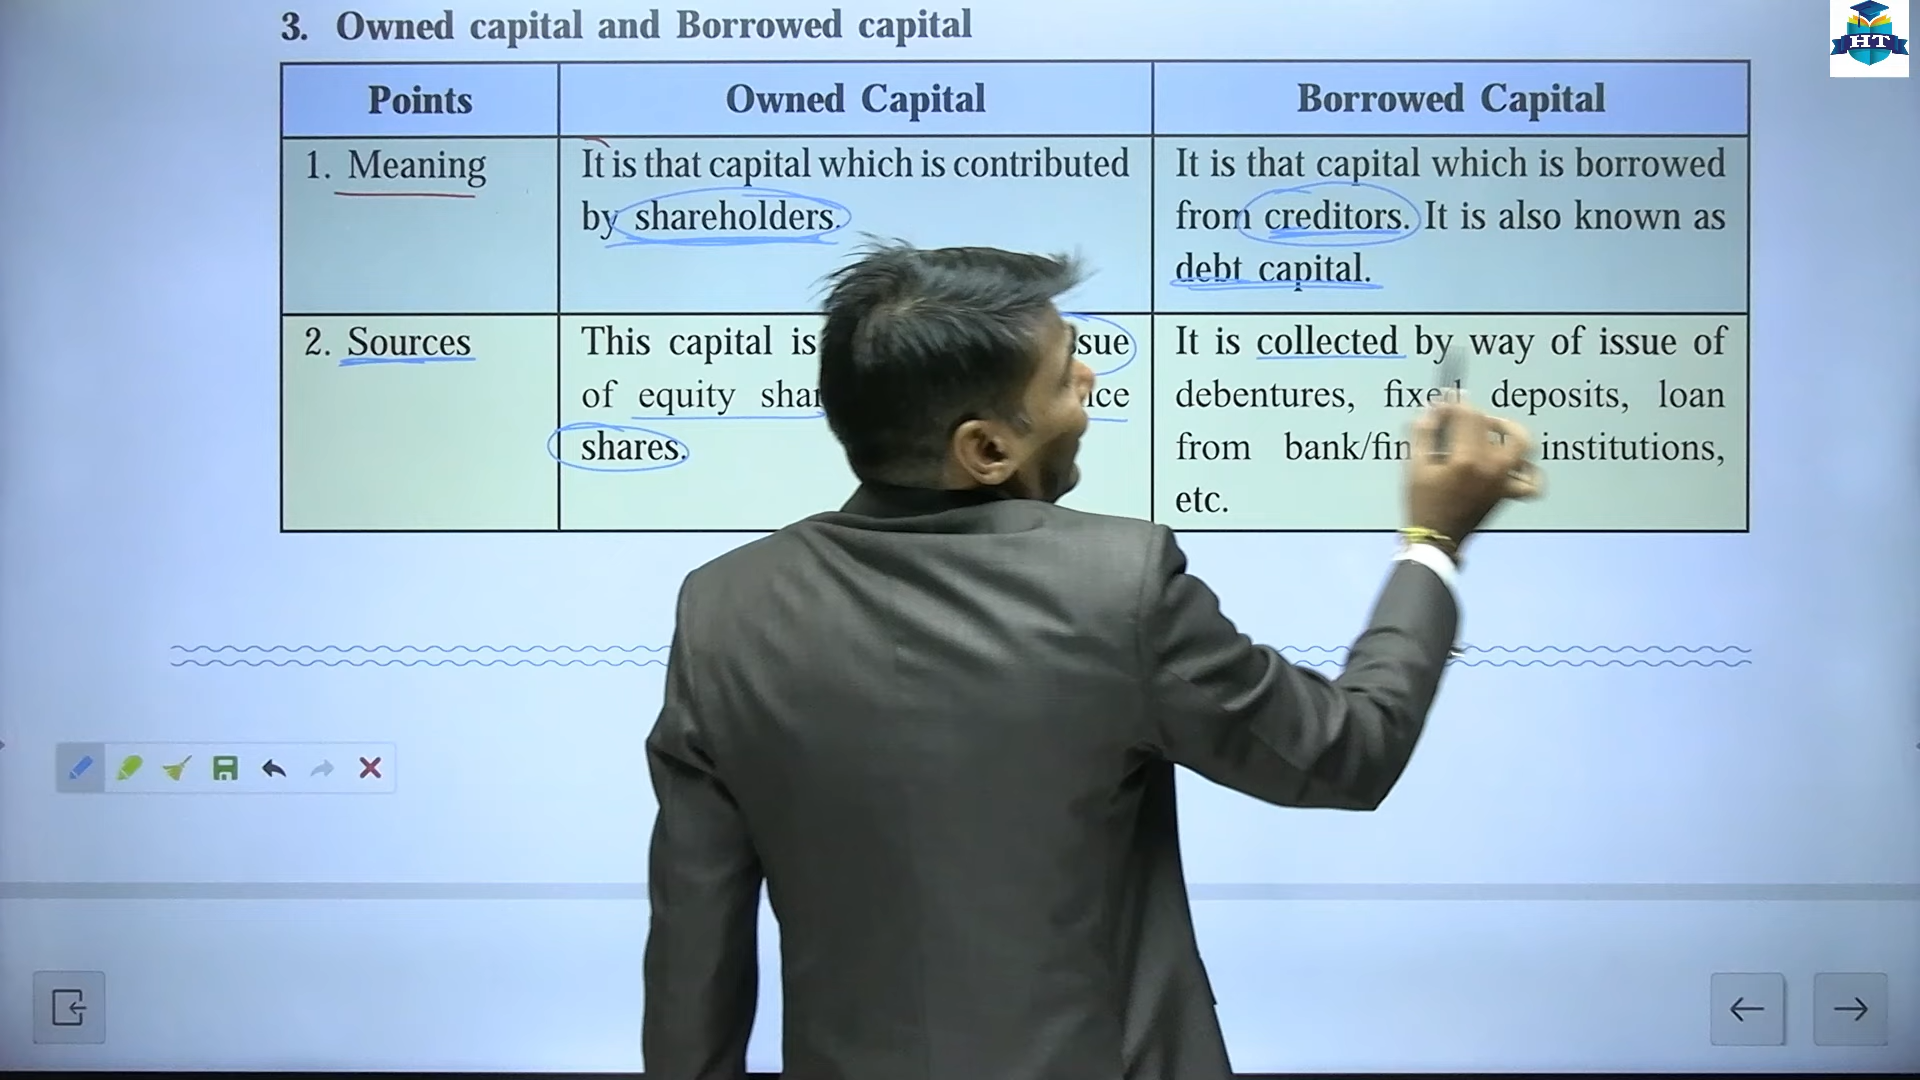 3. Owned capital and Borrowed capital
HT
Points Owned Capital Borrowed Capital
1. Meaning
It is that capital which is contributed
by shareholders.
It is that capital which is borrowed
from creditors. It is also known as
debt capital.
2. Sources
This capital is
of equity
shares.
It is collected by way of issue of
debentures, fixed deposits, loan
from institutions,
etc.